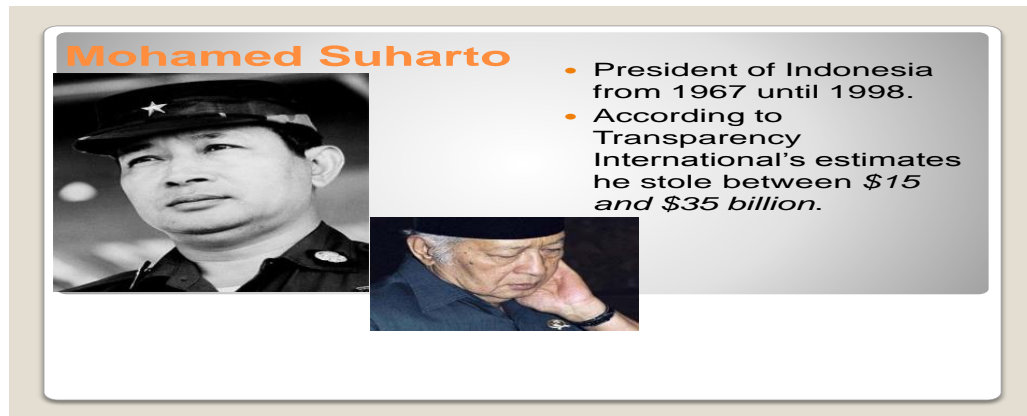 Mohamed Suharto
• President of Indonesia
from 1967 until 1998.
• According to
Transparency
International’s estimates
he stole between $15
and $35 billion.